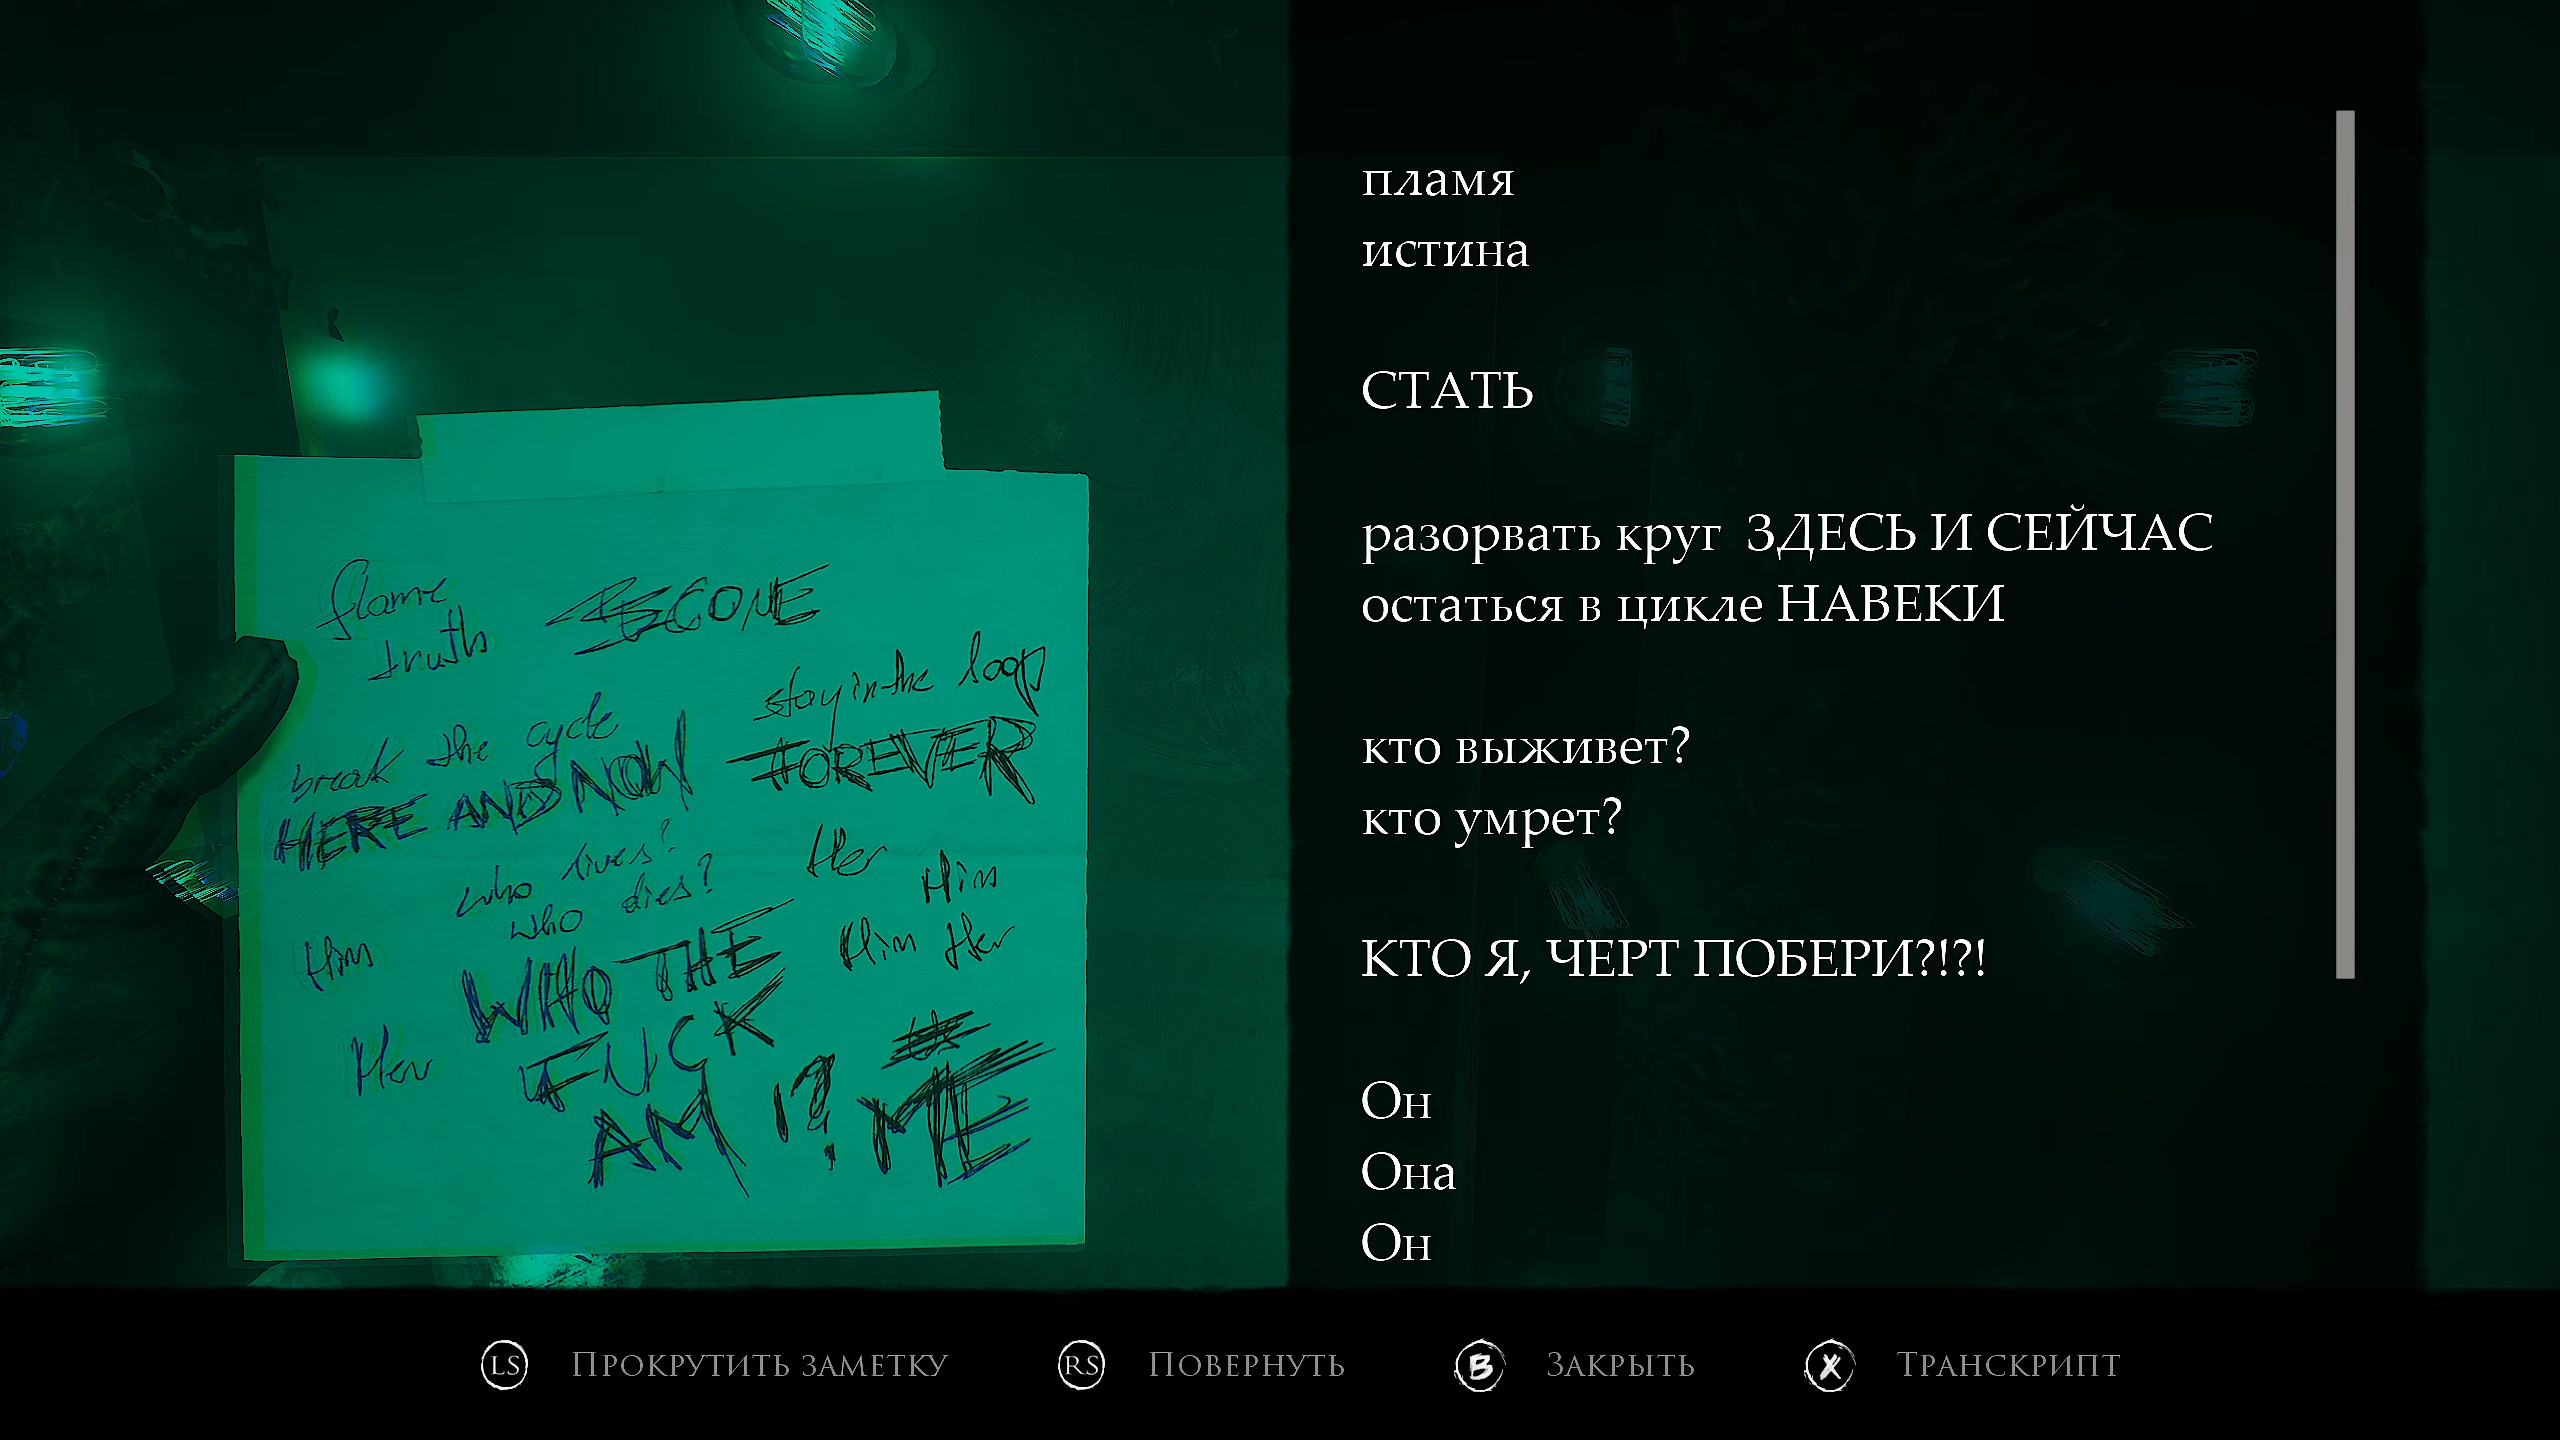 flame
truth
BECOME
break the cycle
HERE AND NOW
stay in the loop
FOREVER
who lives?
who dies?
Her
Him
Him Her
Him
Her
WHO THE
FUCK
AM I?
ME
пламя
истина
СТАТЬ
разорвать круг ЗДЕСЬ И СЕЙЧАС
остаться в цикле НАВЕКИ
кто выживет?
кто умрет?
КТО Я, ЧЕРТ ПОБЕРИ?!?!
Он
Она
Он
LS Прокрутить заметку RS Повернуть B Закрыть X Транскрипт